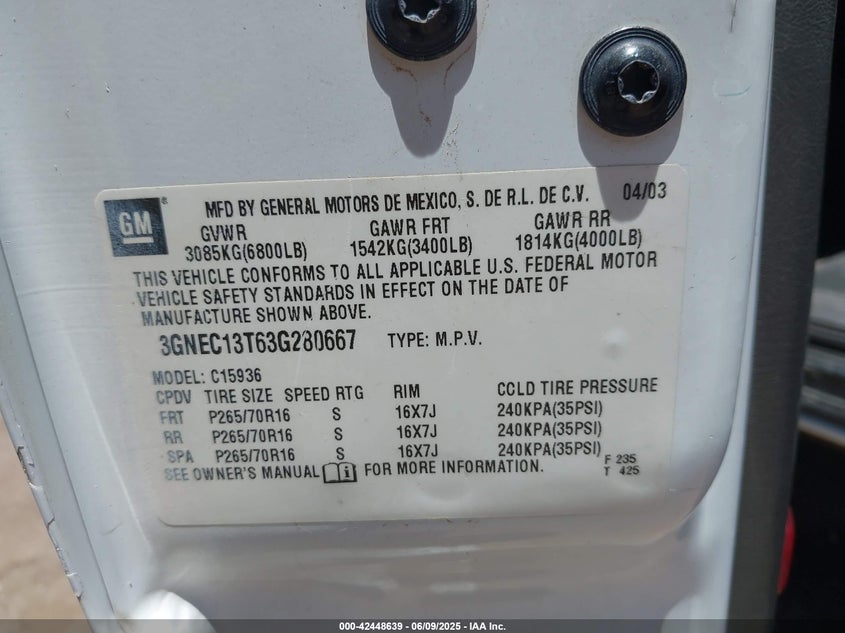 GM ® MFD BY GENERAL MOTORS DE MEXICO, S. DE R.L. DE C.V. 04/03
GVWR GAWR FRT GAWR RR
3085KG(6800LB) 1542KG(3400LB) 1814KG(4000LB)
THIS VEHICLE CONFORMS TO ALL APPLICABLE U.S. FEDERAL MOTOR
VEHICLE SAFETY STANDARDS IN EFFECT ON THE DATE OF
MANUFACTURE SHOWN ABOVE.
3GNEC13T63G280667 TYPE: M.P.V.
MODEL: C15936
CPDV TIRE SIZE SPEED RTG RIM COLD TIRE PRESSURE
FRT P265/70R16 S 16X7J 240KPA(35PSI)
RR P265/70R16 S 16X7J 240KPA(35PSI)
SPA P265/70R16 S 16X7J 240KPA(35PSI)
SEE OWNER'S MANUAL FOR MORE INFORMATION. F 235
T 425
000-42448639 - 06/09/2025 - IAA Inc.